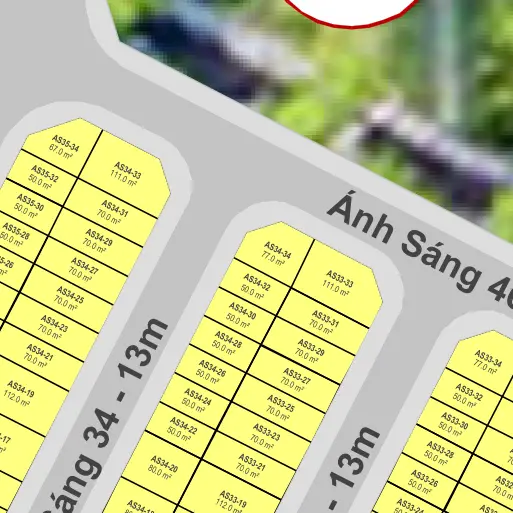 Ánh Sáng
34 - 13m
- 13m
AS35-34
67.0 m²
AS34-33
111.0 m²
AS35-32
50.0 m²
AS34-31
70.0 m²
AS35-30
50.0 m²
AS34-29
70.0 m²
AS35-28
50.0 m²
AS34-27
70.0 m²
AS34-25
70.0 m²
AS34-23
70.0 m²
AS34-21
70.0 m²
AS34-19
112.0 m²
AS34-34
77.0 m²
AS33-33
111.0 m²
AS34-32
50.0 m²
AS33-31
70.0 m²
AS34-30
50.0 m²
AS33-29
70.0 m²
AS34-28
50.0 m²
AS33-27
70.0 m²
AS34-26
50.0 m²
AS33-25
70.0 m²
AS34-24
50.0 m²
AS33-23
70.0 m²
AS34-22
50.0 m²
AS33-21
70.0 m²
AS34-20
80.0 m²
AS33-19
112.0 m²
AS33-34
77.0 m²
AS33-32
50.0 m²
AS33-30
50.0 m²
AS33-28
50.0 m²
AS33-26
50.0 m²